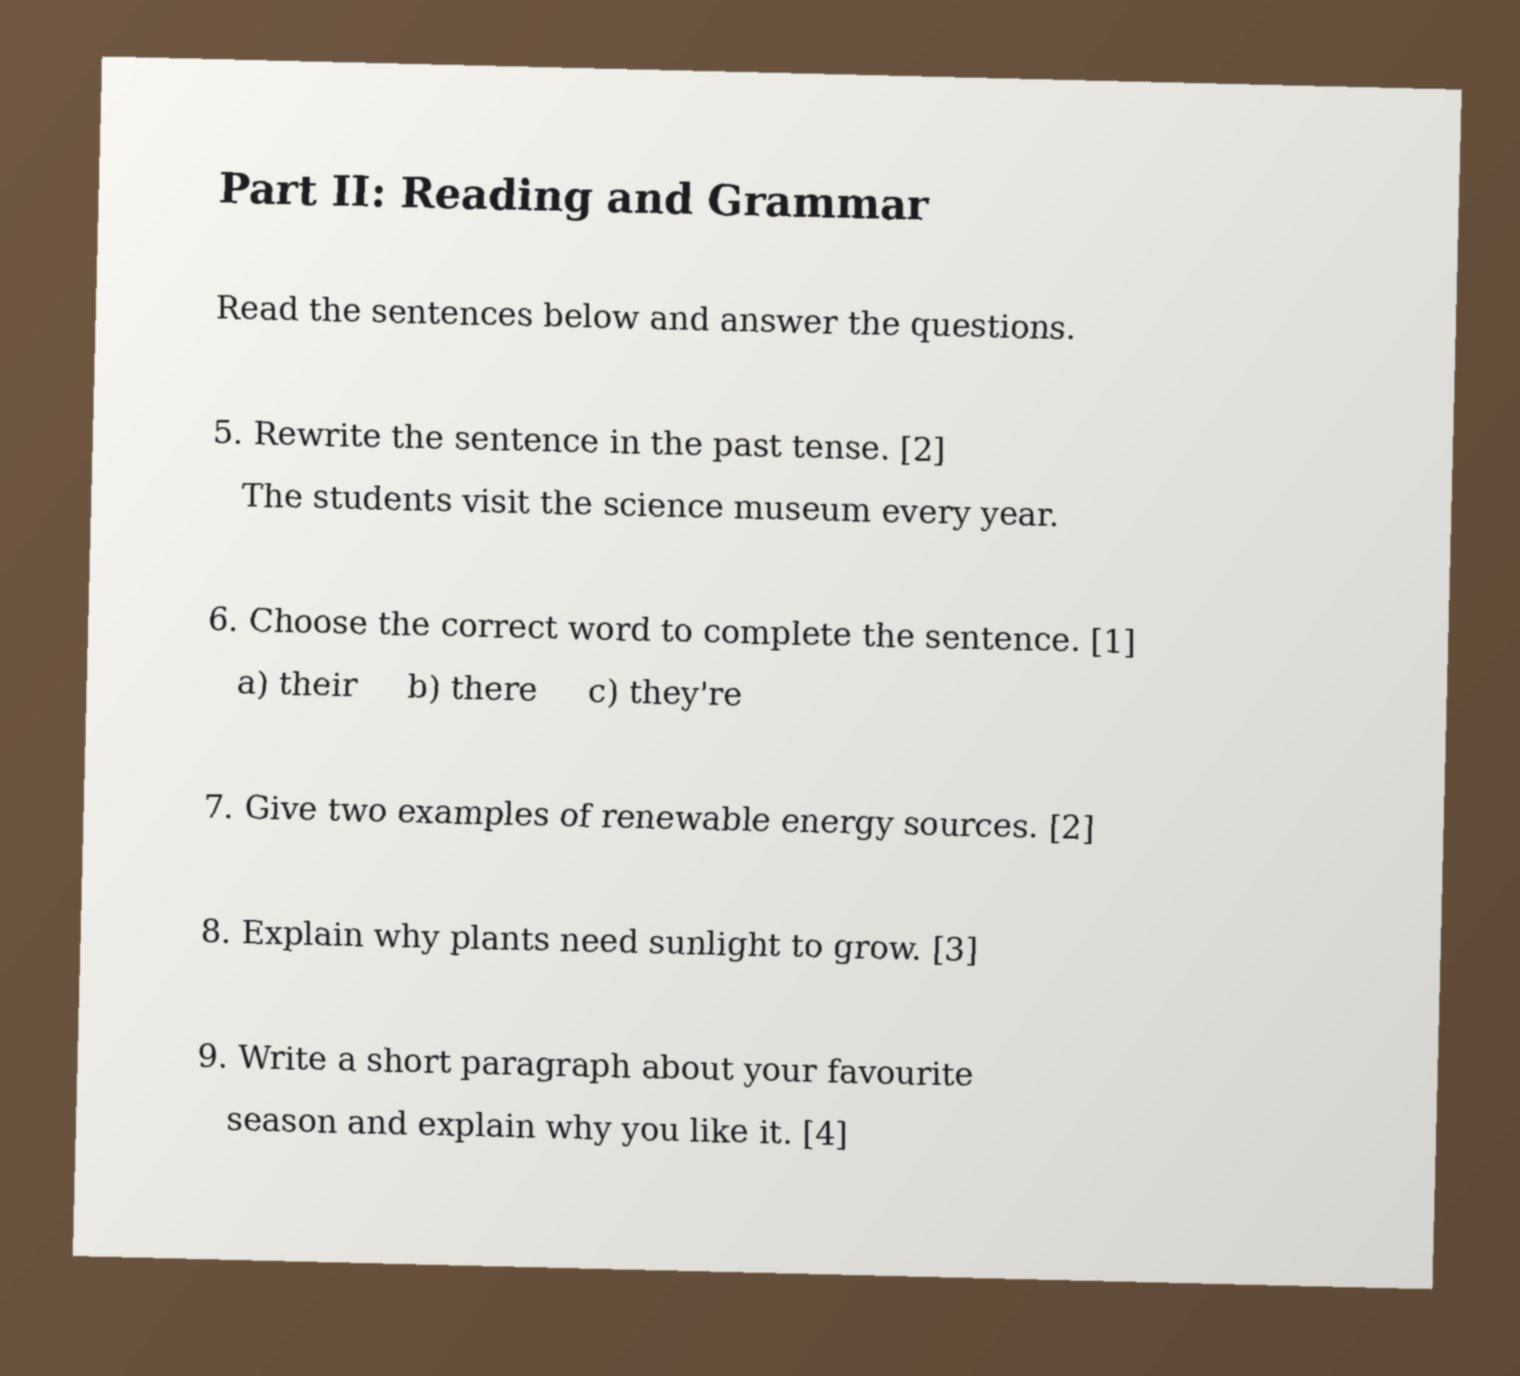 Part II: Reading and Grammar
Read the sentences below and answer the questions.
5. Rewrite the sentence in the past tense. [2]
The students visit the science museum every year.
6. Choose the correct word to complete the sentence. [1]
a) their b) there c) they're
7. Give two examples of renewable energy sources. [2]
8. Explain why plants need sunlight to grow. [3]
9. Write a short paragraph about your favourite
season and explain why you like it. [4]